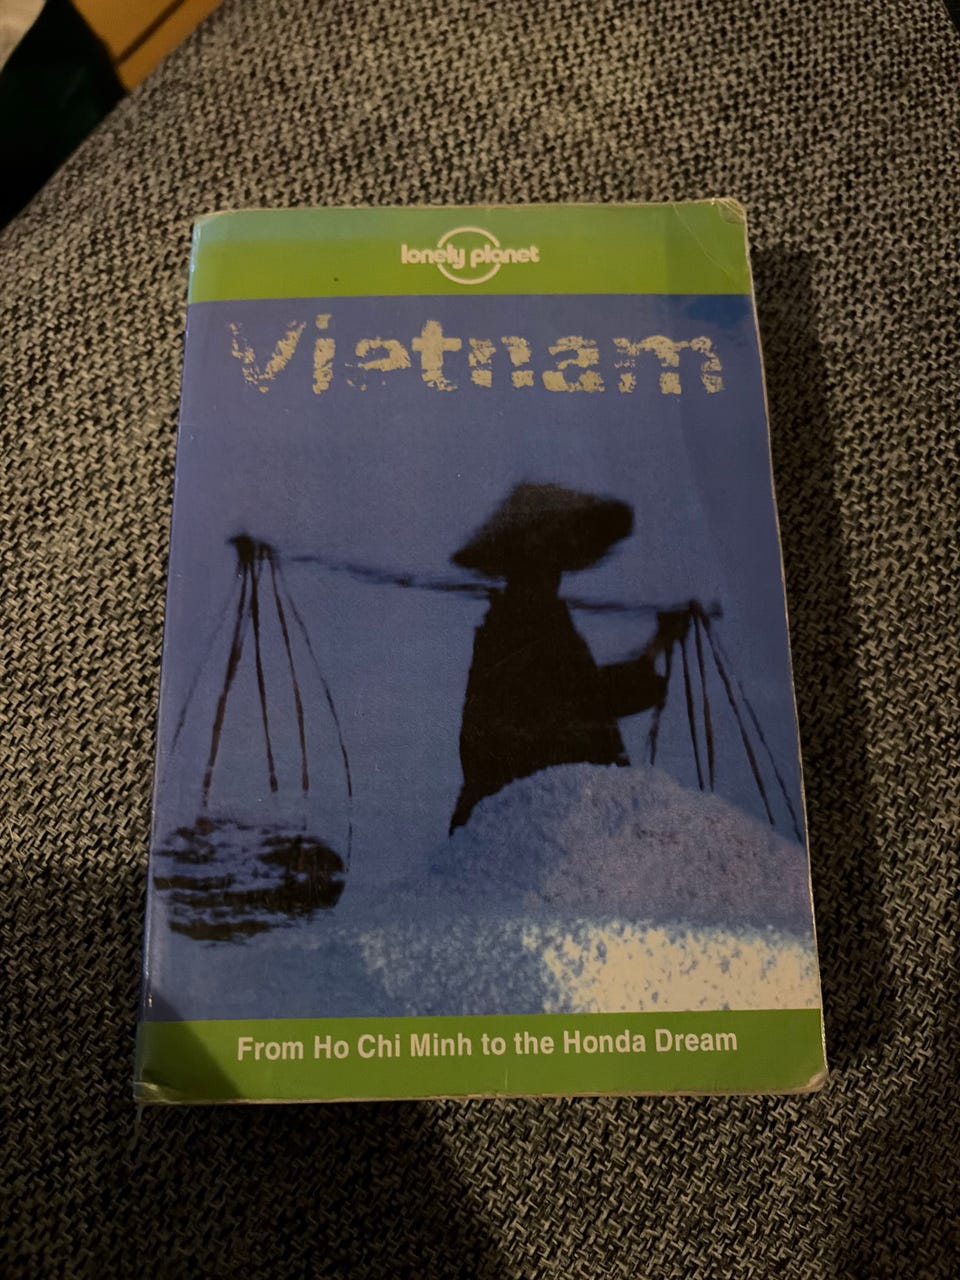 lonely planet
Vietnam
From Ho Chi Minh to the Honda Dream